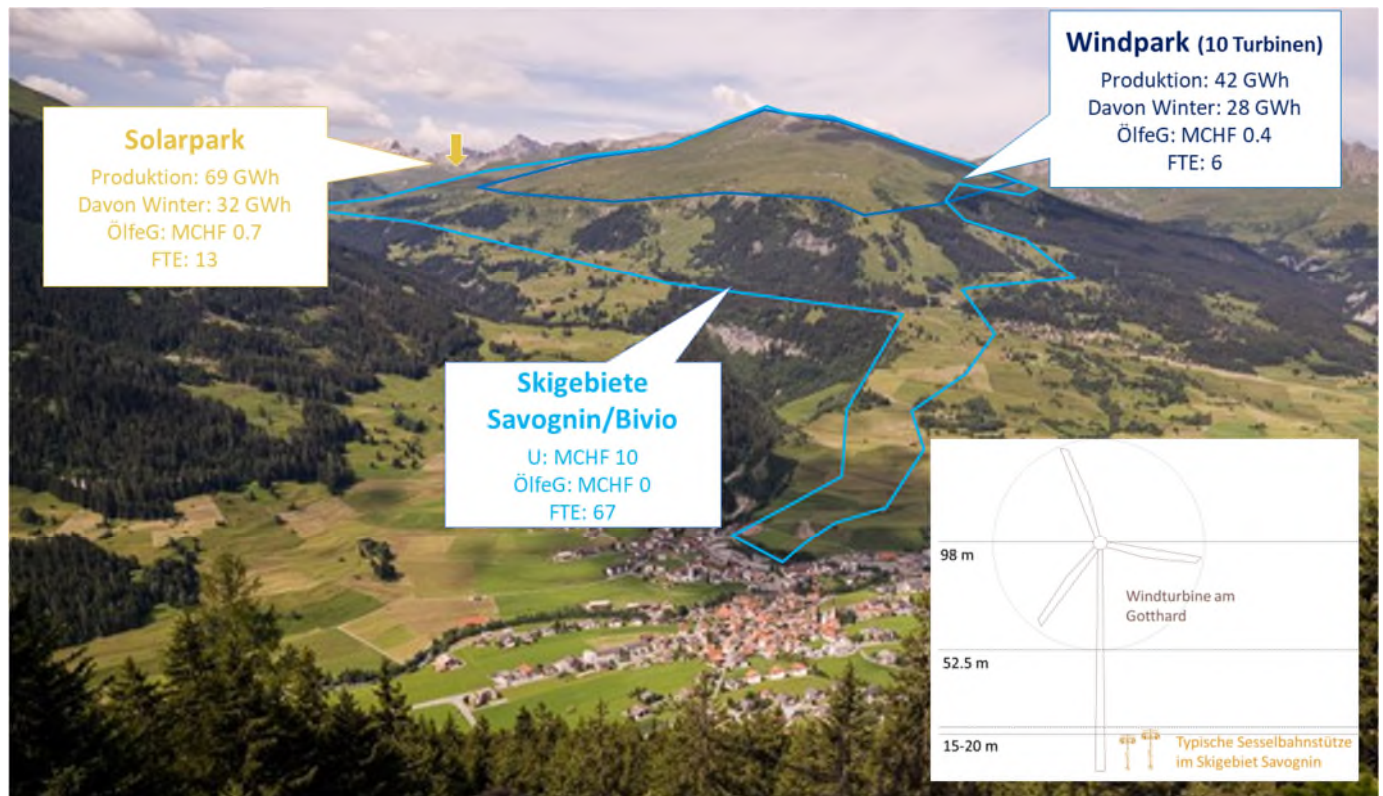 Solarpark
Produktion: 69 GWh
Davon Winter: 32 GWh
ÖlfeG: MCHF 0.7
FTE: 13
Windpark (10 Turbinen)
Produktion: 42 GWh
Davon Winter: 28 GWh
ÖlfeG: MCHF 0.4
FTE: 6
Skigebiete
Savognin/Bivio
U: MCHF 10
ÖlfeG: MCHF 0
FTE: 67
98 m
Windturbine am
Gotthard
52.5 m
15-20 m
Typische Sesselbahnstütze
im Skigebiet Savognin